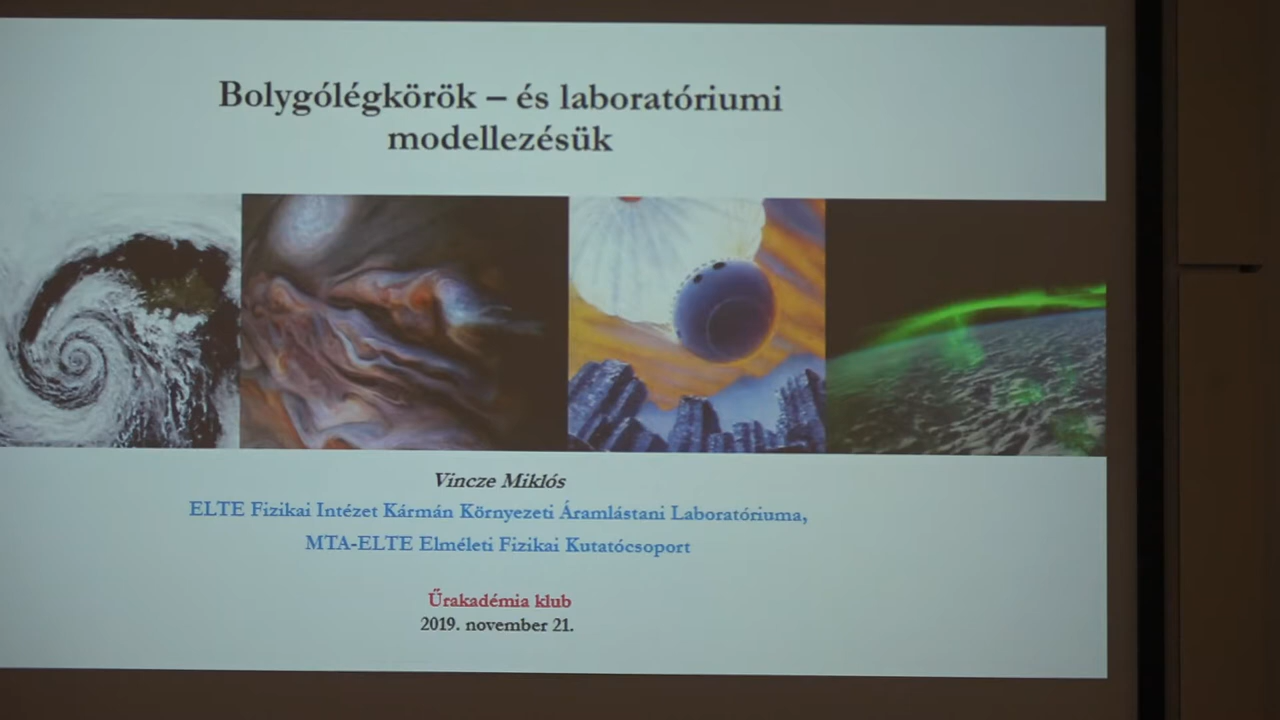 Bolygólégkörök – és laboratóriumi
modellezésük
Vincze Miklós
ELTE Fizikai Intézet Kármán Környezeti Áramlástani Laboratóriuma,
MTA-ELTE Elméleti Fizikai Kutatócsoport
Űrakadémia klub
2019. november 21.